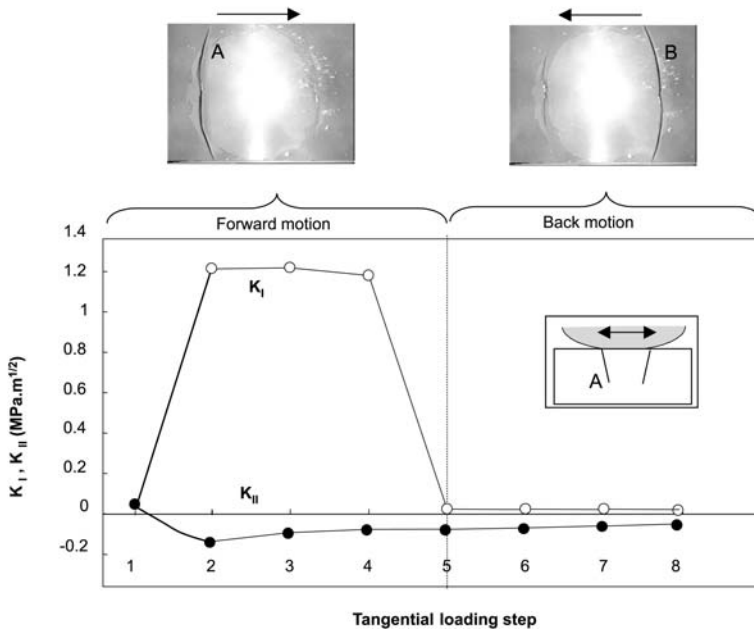 A
B
Forward motion
Back motion
1.4
1.2
1
0.8
0.6
0.4
0.2
0
-0.2
K_I
K_II
A
K_I , K_II (MPa.m^1/2)
1 2 3 4 5 6 7 8
Tangential loading step